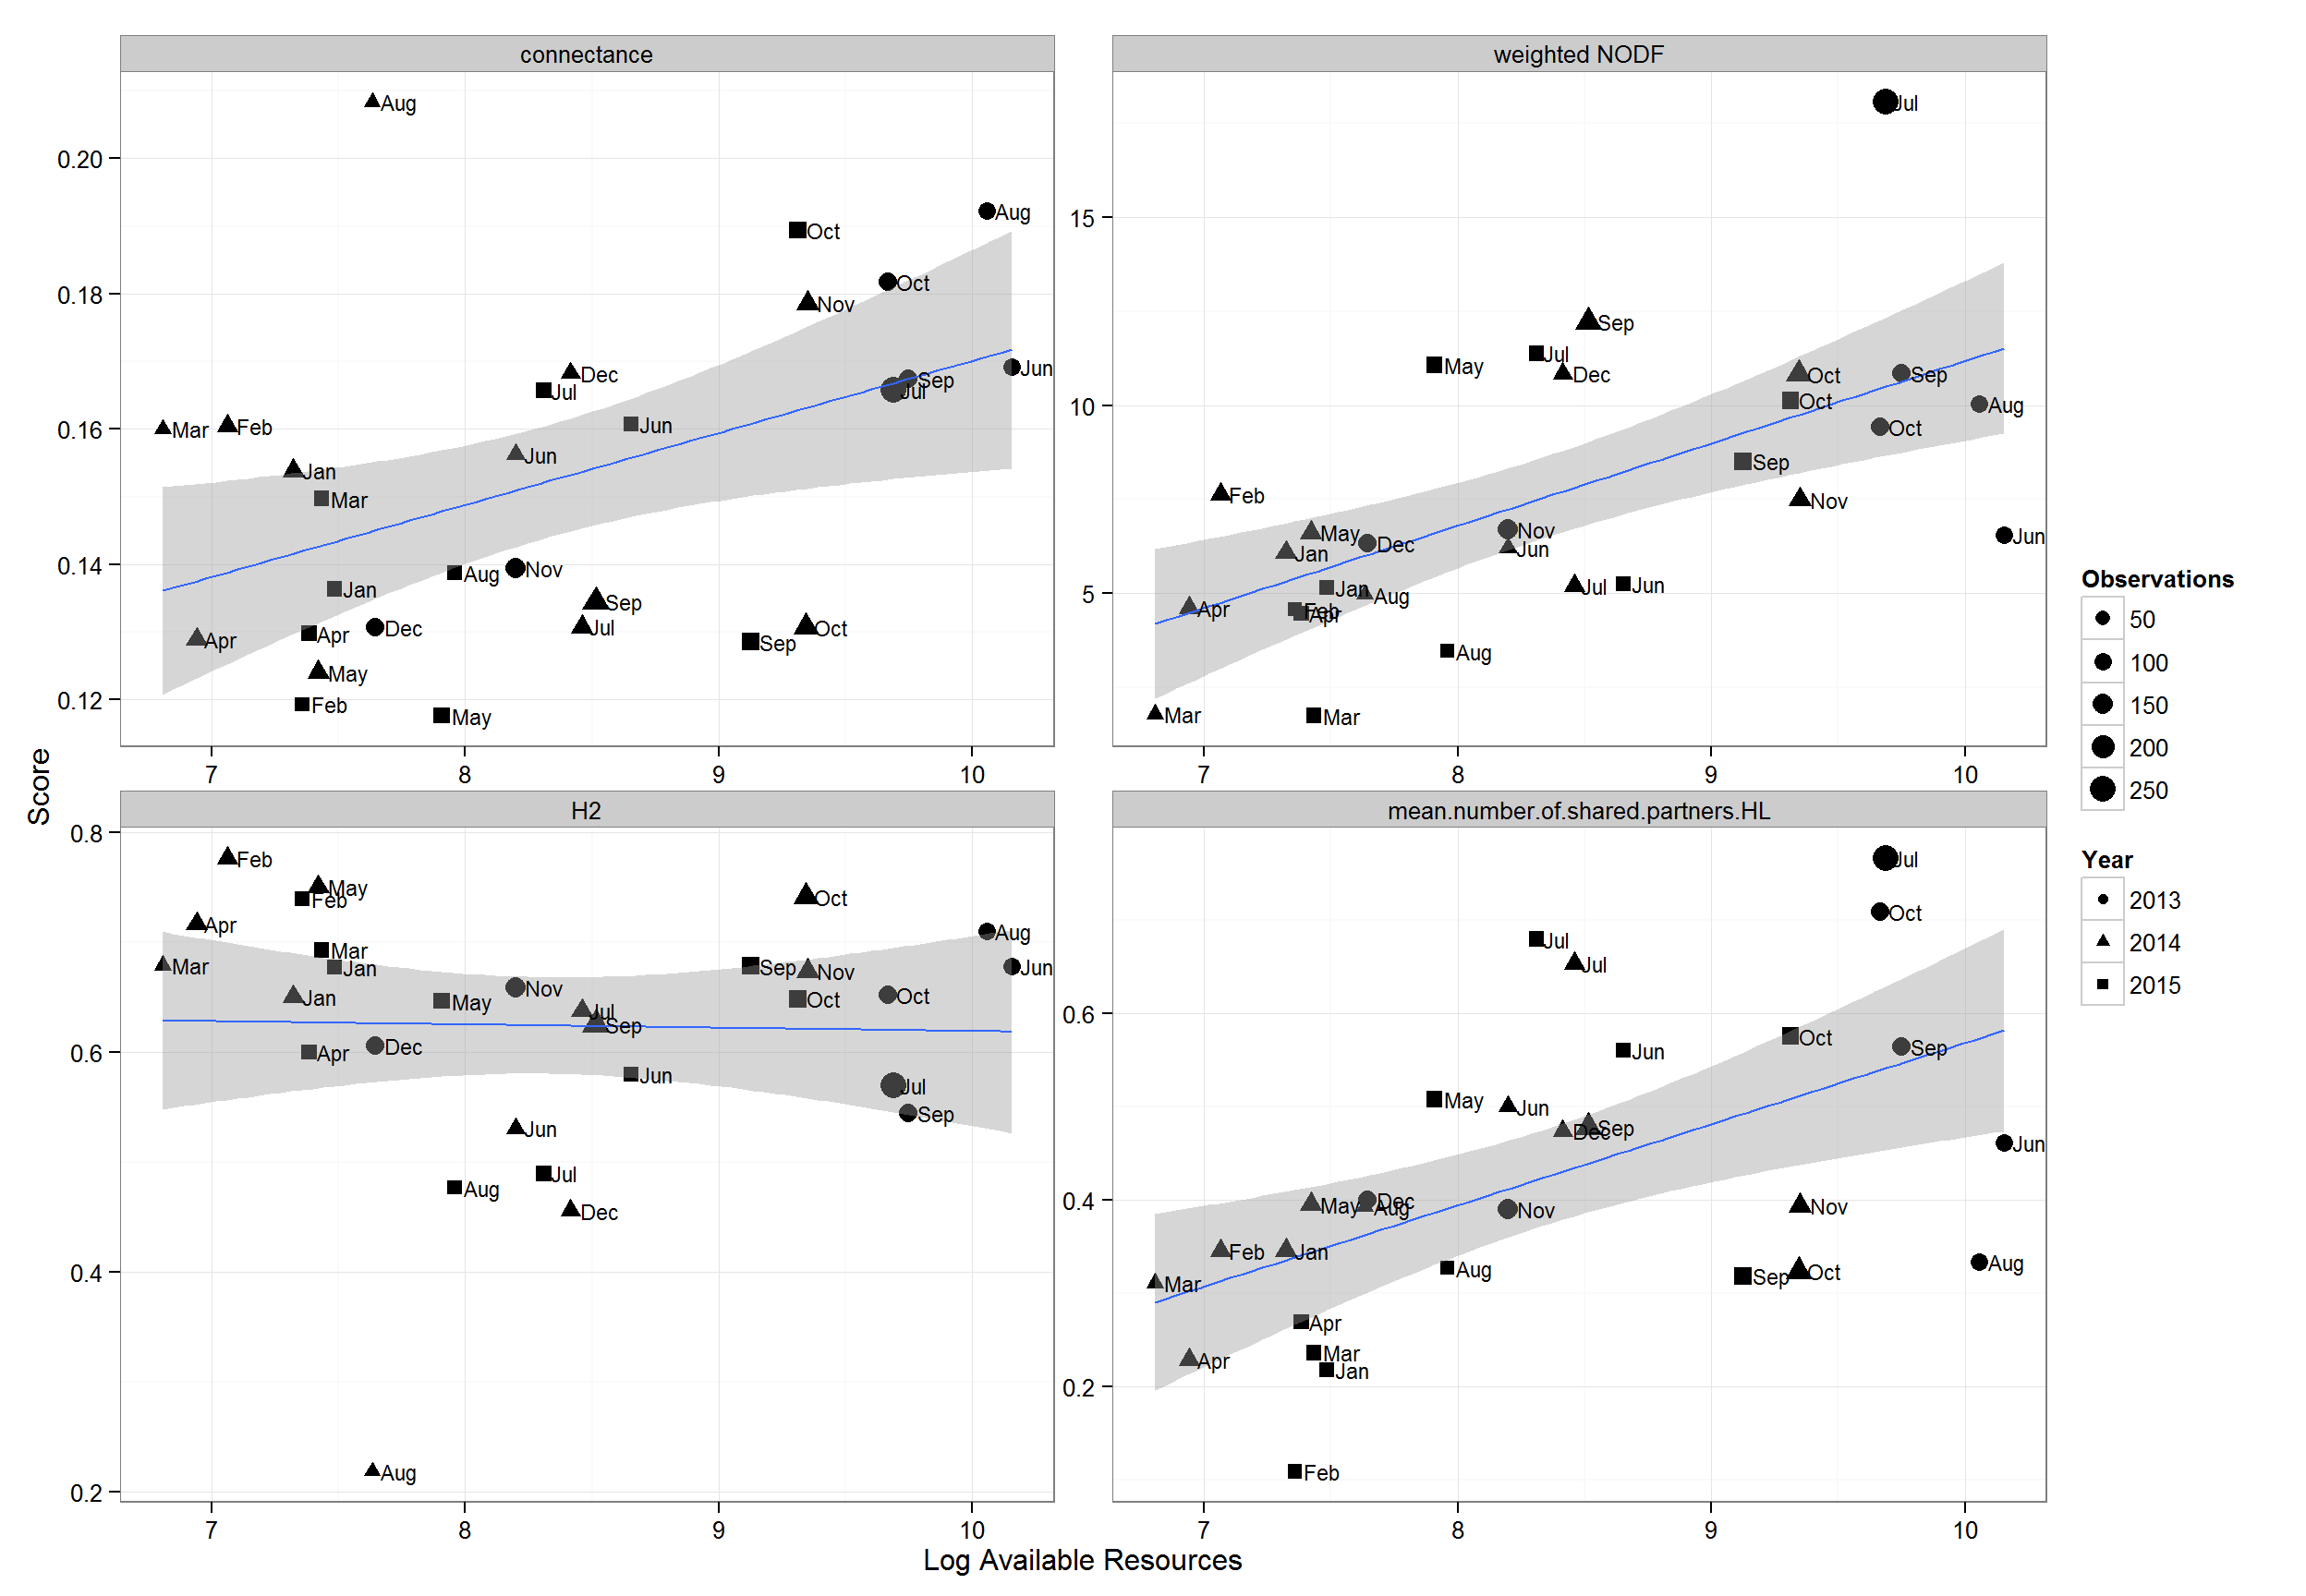 connectance
0.20
0.18
0.16
0.14
0.12
Aug
Aug
Oct
Oct
Nov
Dec
Jul
Sep
Jul
Jun
Mar
Feb
Jun
Jun
Jan
Mar
Nov
Aug
Jan
Sep
Dec
Jul
Oct
Apr
Apr
Sep
May
Feb
May
7 8 9 10
weighted NODF
15
10
5
Jul
Sep
Jul
May
Dec
Oct
Sep
Oct
Aug
Oct
Sep
Feb
Nov
Nov
May
Jun
Dec
Jun
Jan
Jan
Jul
Jun
Aug
Apr
Feb
Apr
Aug
Mar
Mar
7 8 9 10
Score
H2
0.8
0.6
0.4
0.2
Feb
May
Feb
Oct
Apr
Aug
Mar
Mar
Jan
Sep
Nov
Jun
Jan
May
Nov
Oct
Oct
Jul
Sep
Dec
Apr
Jun
Jul
Sep
Jun
Jul
Aug
Dec
Aug
7 8 9 10
mean.number.of.shared.partners.HL
0.6
0.4
0.2
Jul
Oct
Jul
Jul
Oct
Sep
Jun
May
Jun
Dec
Sep
Jun
May
Dec
Aug
Nov
Nov
Feb
Jan
Mar
Aug
Sep
Oct
Aug
Apr
Mar
Jan
Apr
Feb
7 8 9 10
Log Available Resources
Observations
50
100
150
200
250
Year
2013
2014
2015